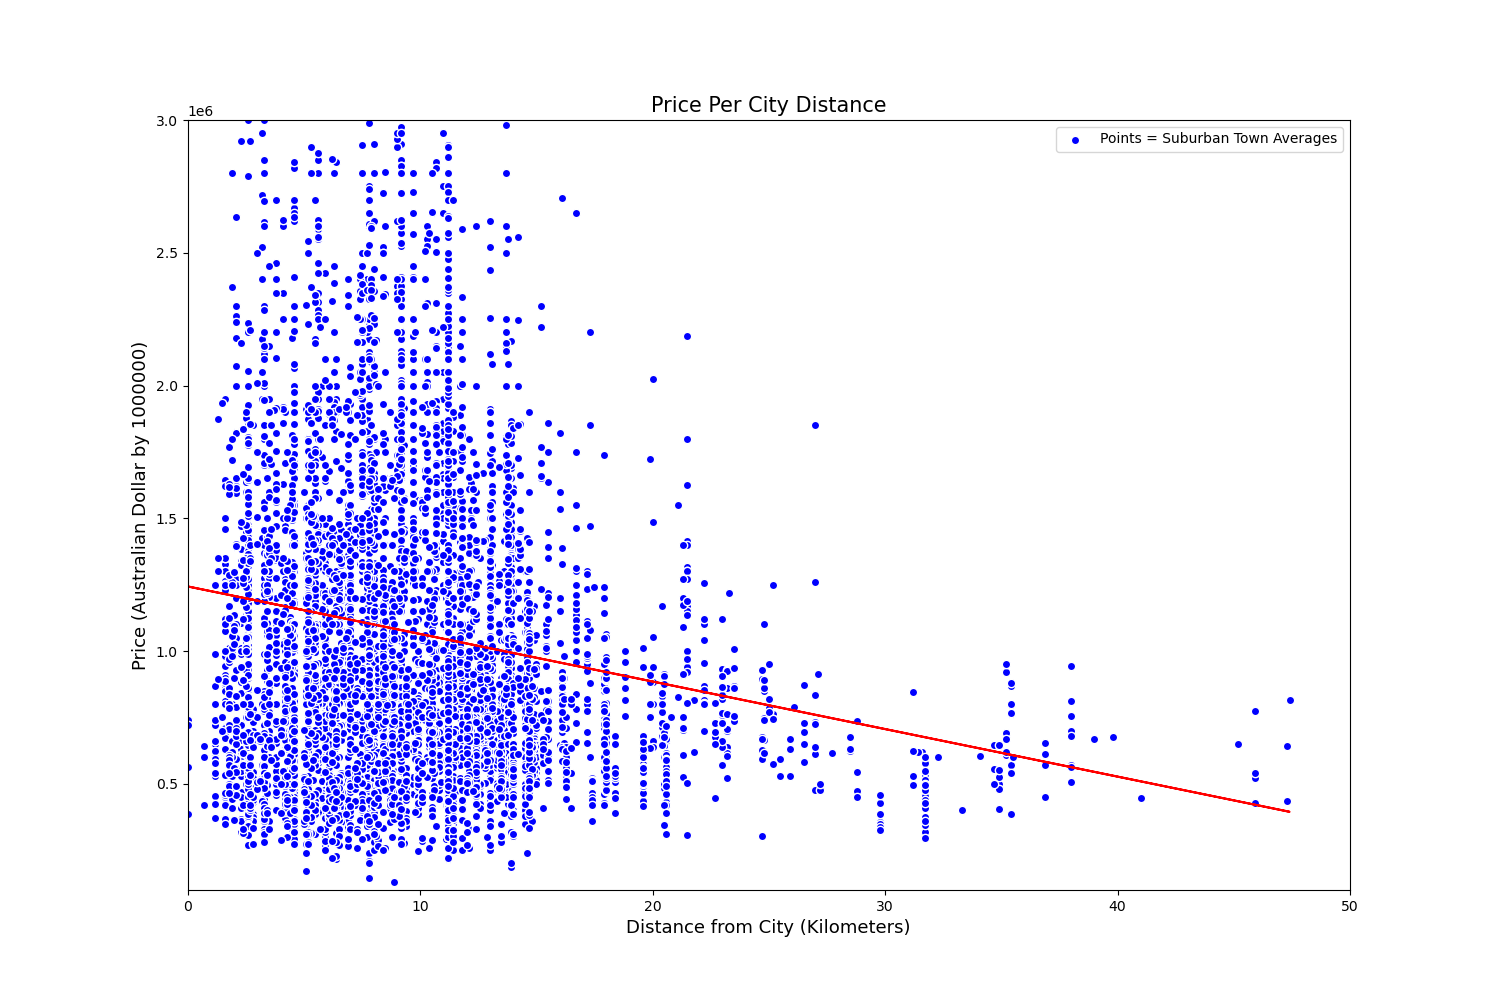 Price Per City Distance
1e6
Points = Suburban Town Averages
3.0
2.5
2.0
1.5
1.0
0.5
Price (Australian Dollar by 1000000)
0 10 20 30 40 50
Distance from City (Kilometers)